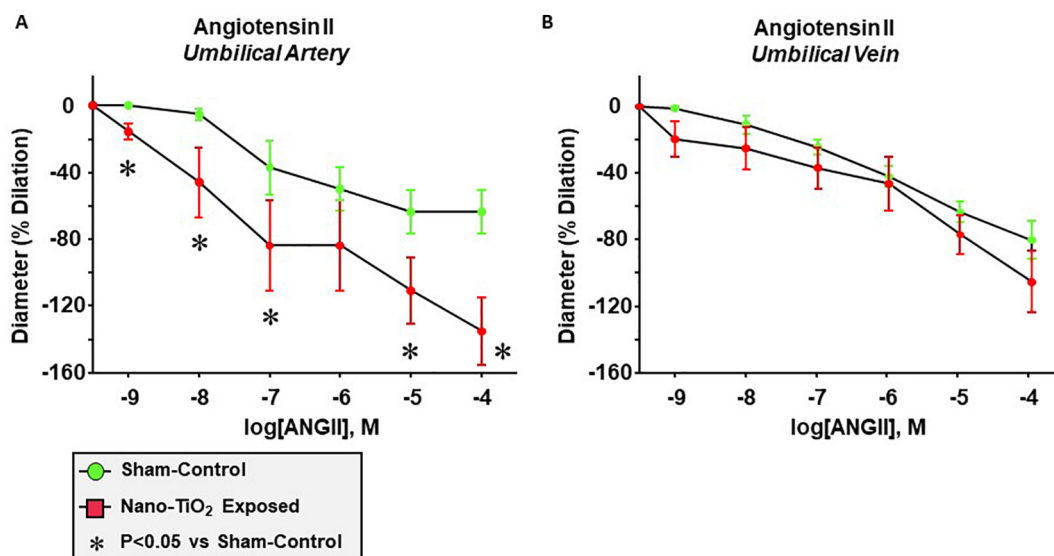 A
Angiotensin II
Umbilical Artery
Diameter (% Dilation)
0
-40
-80
-120
-160
*
*
*
*
*
-9
-8
-7
-6
-5
-4
log[ANGII], M
B
Angiotensin II
Umbilical Vein
Diameter (% Dilation)
0
-40
-80
-120
-160
-9
-8
-7
-6
-5
-4
log[ANGII], M
Sham-Control
Nano-TiO₂ Exposed
* P<0.05 vs Sham-Control